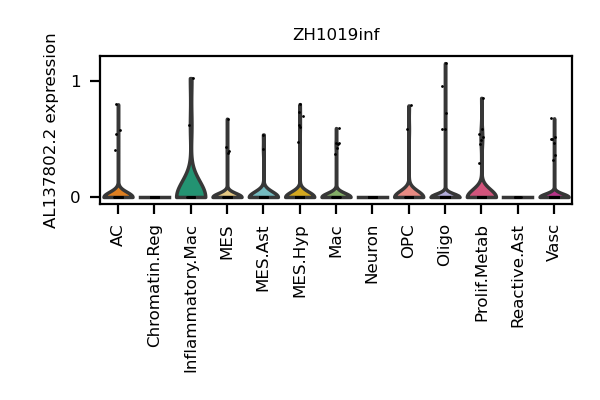 ZH1019inf
AL137802.2 expression
1
0
AC
Chromatin.Reg
Inflammatory.Mac
MES
MES.Ast
MES.Hyp
Mac
Neuron
OPC
Oligo
Prolif.Metab
Reactive.Ast
Vasc